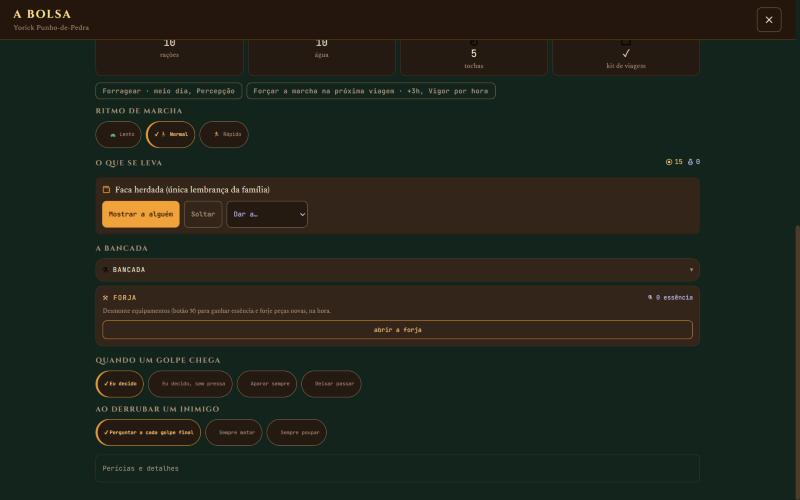 A BOLSA
Yorick Punho-de-Pedra
10
rações
10
água
5
tochas
✓
kit de viagem
Forragear · meio dia, Percepção
Forçar a marcha na próxima viagem · +3h, Vigor por hora
RITMO DE MARCHA
Lento
✓ Normal
Rápido
O QUE SE LEVA
15
0
Faca herdada (única lembrança da família)
Mostrar a alguém
Soltar
Dar a…
A BANCADA
BANCADA
FORJA
0 essência
Desmonte equipamentos (botão ⚒) para ganhar essência e forje peças novas, na hora.
abrir a forja
QUANDO UM GOLPE CHEGA
✓ Eu decido
Eu decido, sem pressa
Aparar sempre
Deixar passar
AO DERRUBAR UM INIMIGO
✓ Perguntar a cada golpe final
Sempre matar
Sempre poupar
Perícias e detalhes